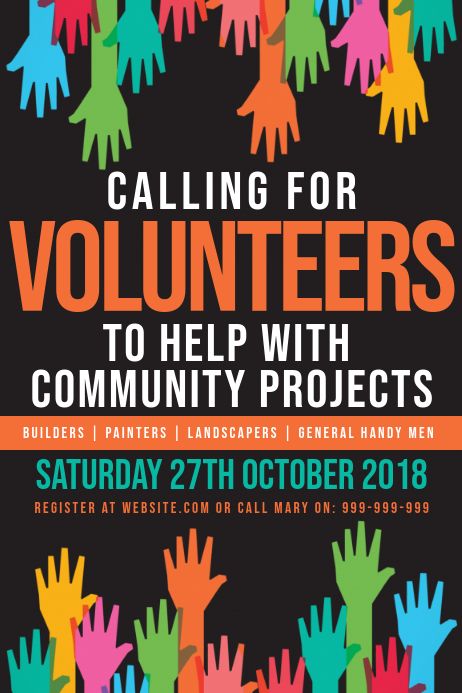 CALLING FOR
VOLUNTEERS
TO HELP WITH
COMMUNITY PROJECTS
BUILDERS | PAINTERS | LANDSCAPERS | GENERAL HANDY MEN
SATURDAY 27TH OCTOBER 2018
REGISTER AT WEBSITE.COM OR CALL MARY ON: 999-999-999